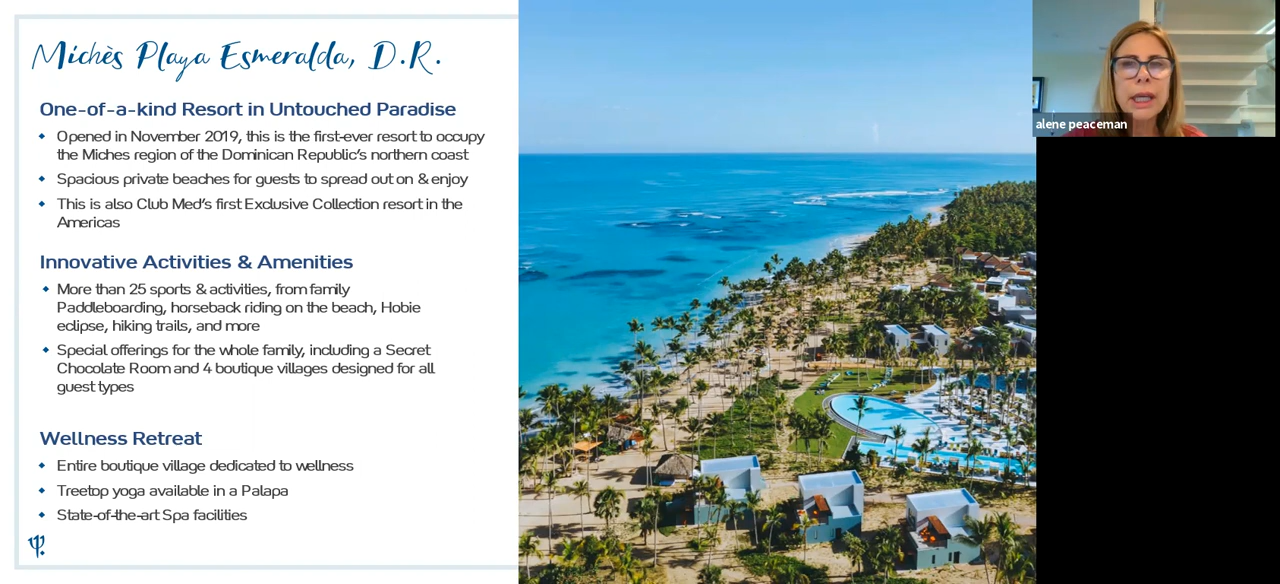 Michès Playa Esmeralda, D.R.
One-of-a-kind Resort in Untouched Paradise
Opened in November 2019, this is the first-ever resort to occupy
the Miches region of the Dominican Republic's northern coast
Spacious private beaches for guests to spread out on & enjoy
This is also Club Med's first Exclusive Collection resort in the
Americas
Innovative Activities & Amenities
More than 25 sports & activities, from family
Paddleboarding, horseback riding on the beach, Hobie
eclipse, hiking trails, and more
Special offerings for the whole family, including a Secret
Chocolate Room and 4 boutique villages designed for all
guest types
Wellness Retreat
Entire boutique village dedicated to wellness
Treetop yoga available in a Palapa
State-of-the-art Spa facilities
alene peaceman